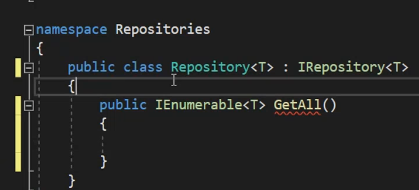 namespace Repositories
{
public class Repository<T> : IRepository<T>
{
public IEnumerable<T> GetAll()
{
}
}